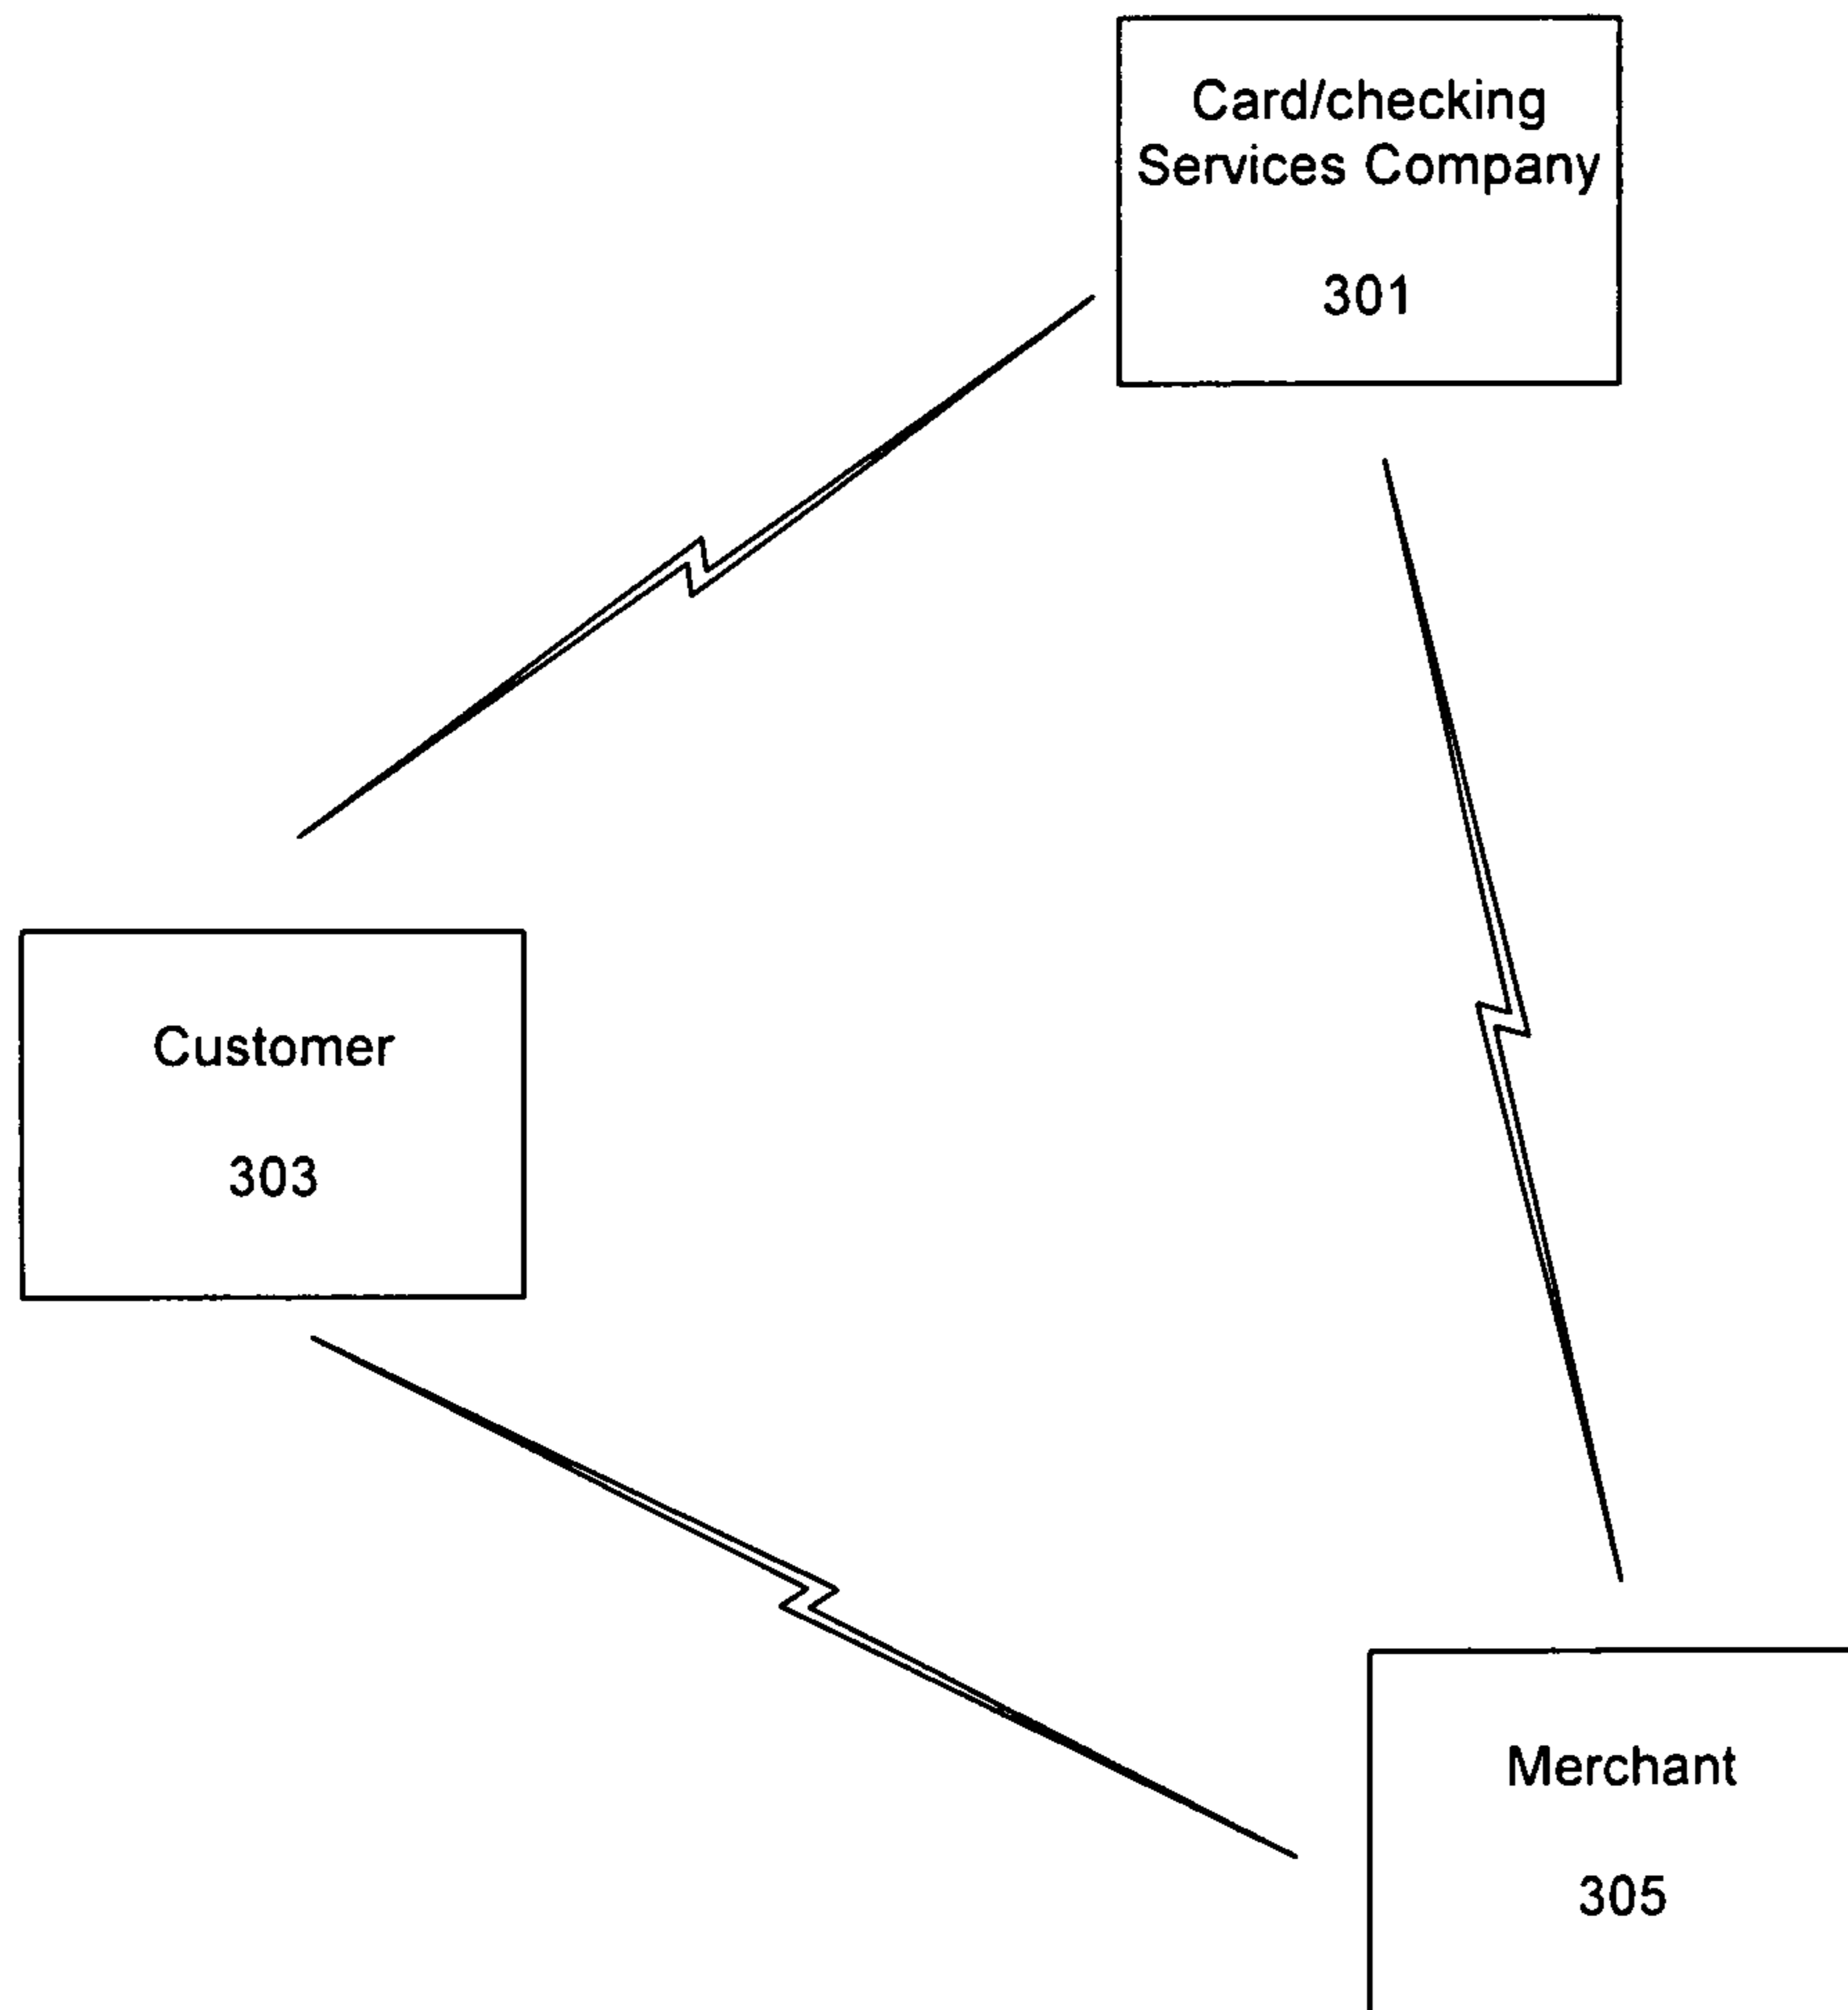 Card/checking
Services Company
301
Customer
303
Merchant
305